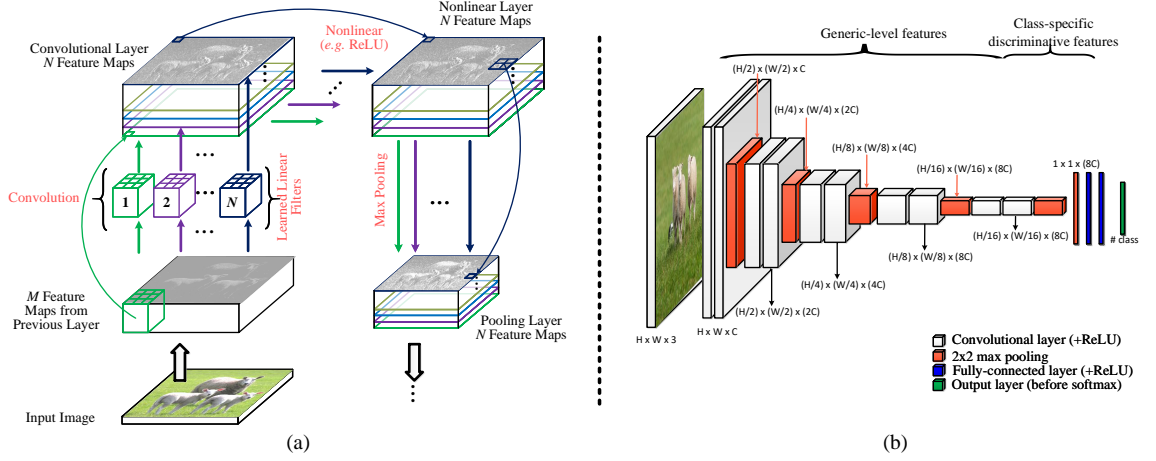 Nonlinear Layer
N Feature Maps
Convolutional Layer
N Feature Maps
Nonlinear
(e.g. ReLU)
...
...
Convolution
1
2
...
N
Learned Linear
Filters
...
Max Pooling
...
M Feature
Maps from
Previous Layer
Pooling Layer
N Feature Maps
Input Image
(a)
Generic-level features
Class-specific
discriminative features
(H/2) x (W/2) x C
(H/4) x (W/4) x (2C)
(H/8) x (W/8) x (4C)
(H/16) x (W/16) x (8C)
1 x 1 x (8C)
# class
(H/16) x (W/16) x (8C)
(H/8) x (W/8) x (8C)
(H/4) x (W/4) x (4C)
(H/2) x (W/2) x (2C)
H x W x C
H x W x 3
Convolutional layer (+ReLU)
2x2 max pooling
Fully-connected layer (+ReLU)
Output layer (before softmax)
(b)